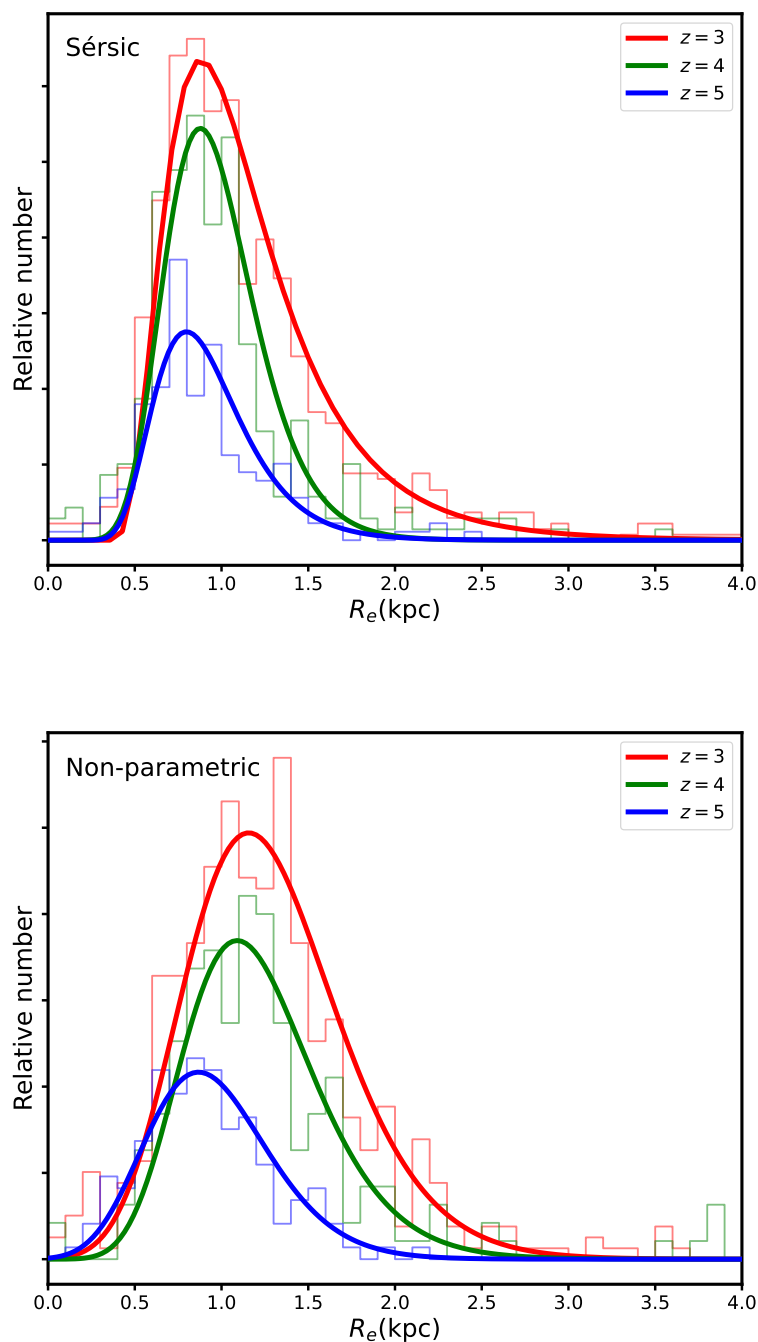 Sérsic
z = 3
z = 4
z = 5
Relative number
0.0 0.5 1.0 1.5 2.0 2.5 3.0 3.5 4.0
R_e(kpc)
Non-parametric
z = 3
z = 4
z = 5
Relative number
0.0 0.5 1.0 1.5 2.0 2.5 3.0 3.5 4.0
R_e(kpc)